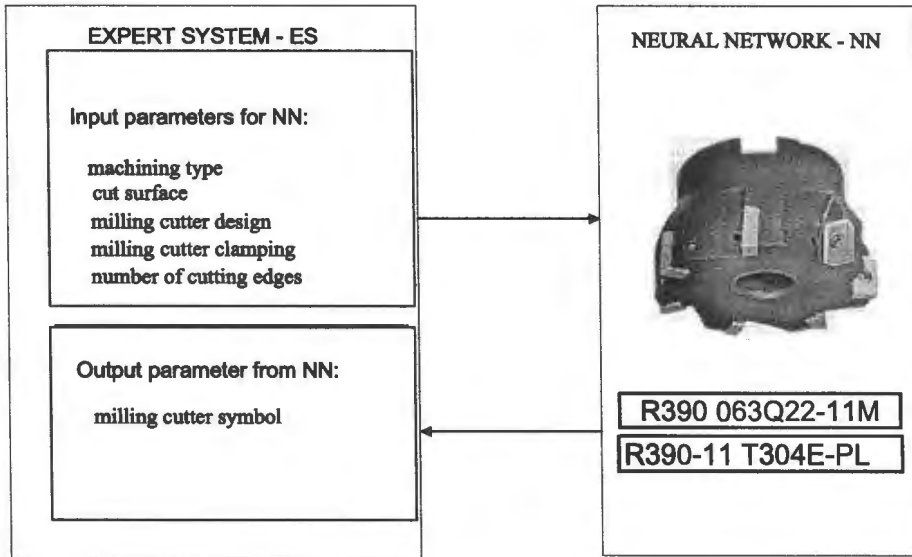 EXPERT SYSTEM - ES
Input parameters for NN:
machining type
cut surface
milling cutter design
milling cutter clamping
number of cutting edges
Output parameter from NN:
milling cutter symbol
NEURAL NETWORK - NN
R390 063Q22-11M
R390-11 T304E-PL